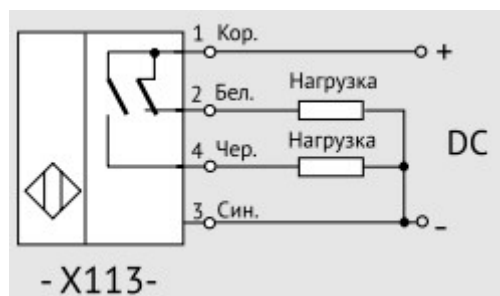 1 Кор.
+
2 Бел.
Нагрузка
4 Чер.
Нагрузка
DC
3 Син.
-
- X113-